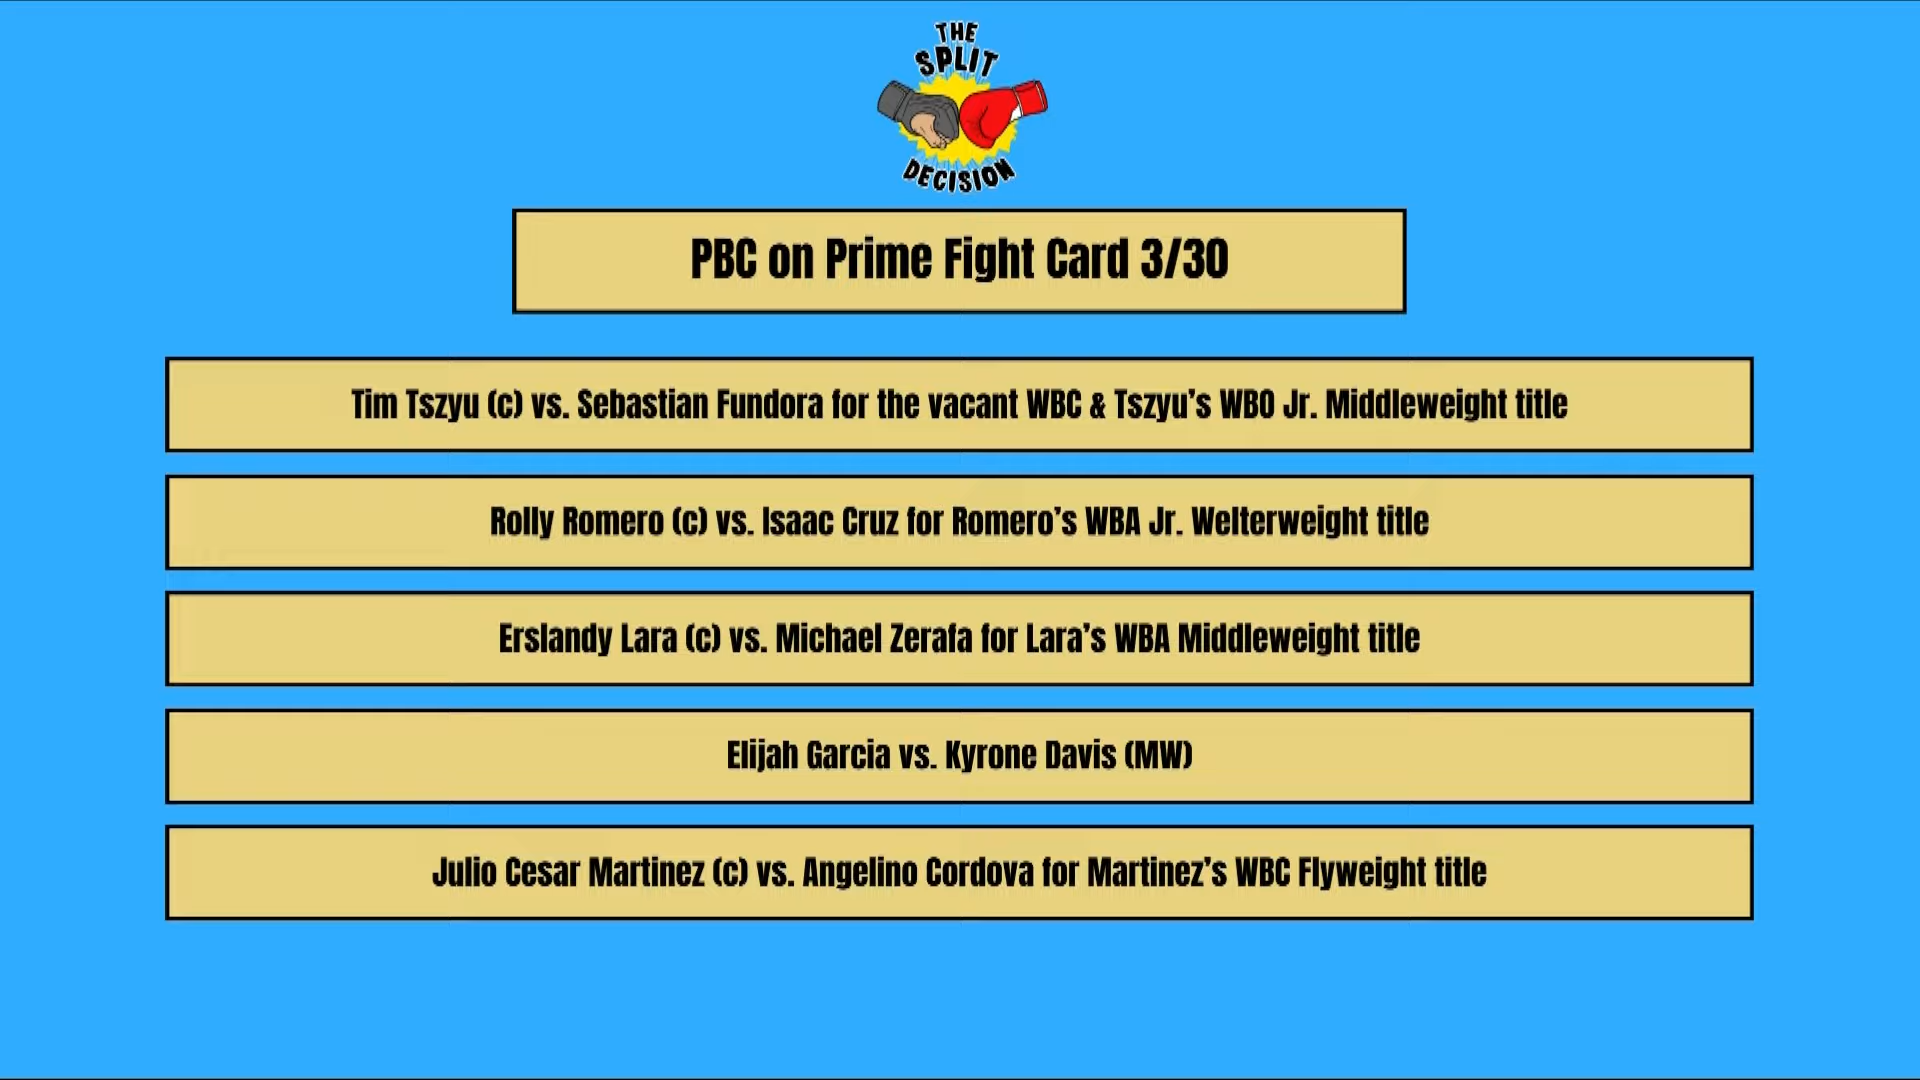 THE
SPLIT
DECISION
PBC on Prime Fight Card 3/30
Tim Tszyu (c) vs. Sebastian Fundora for the vacant WBC & Tszyu’s WBO Jr. Middleweight title
Rolly Romero (c) vs. Isaac Cruz for Romero’s WBA Jr. Welterweight title
Erslandy Lara (c) vs. Michael Zerafa for Lara’s WBA Middleweight title
Elijah Garcia vs. Kyrone Davis (MW)
Julio Cesar Martinez (c) vs. Angelino Cordova for Martinez’s WBC Flyweight title